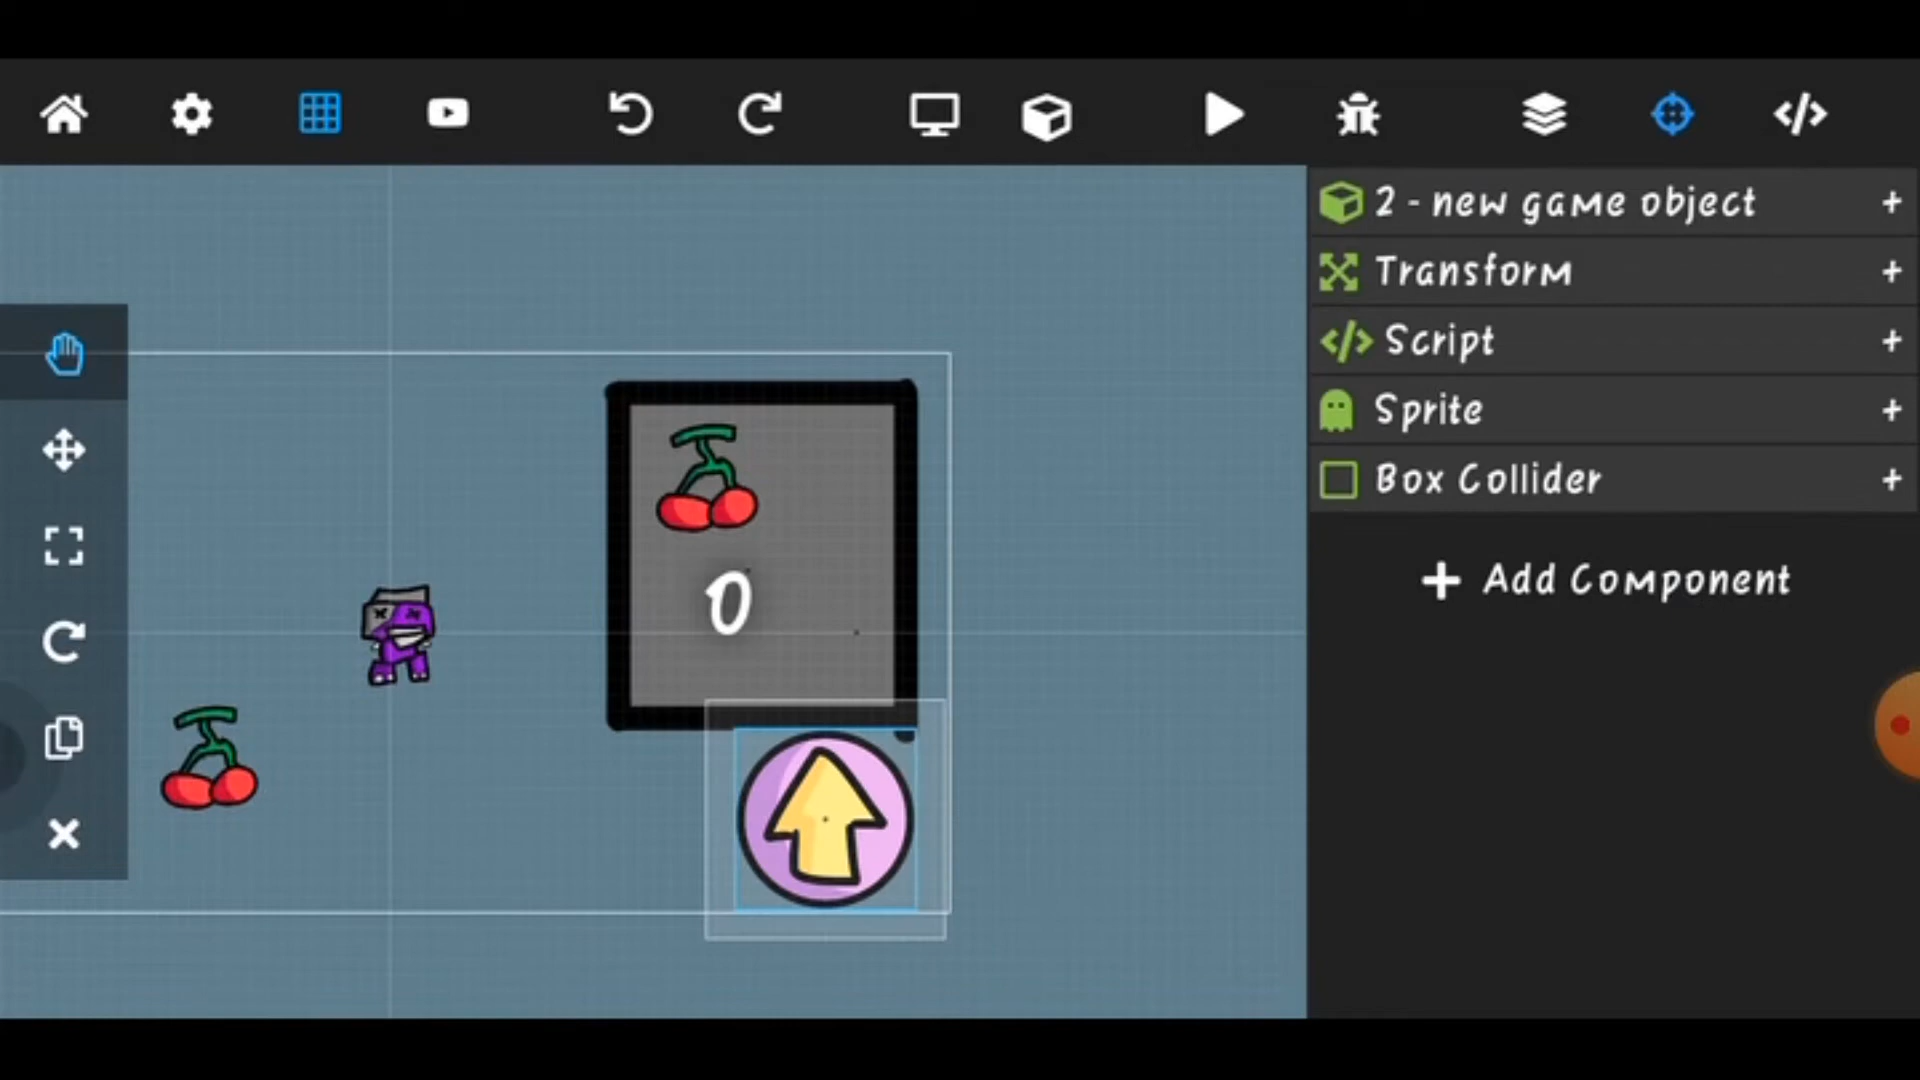 2 - new game object
Transform
Script
Sprite
Box Collider
Add Component
0